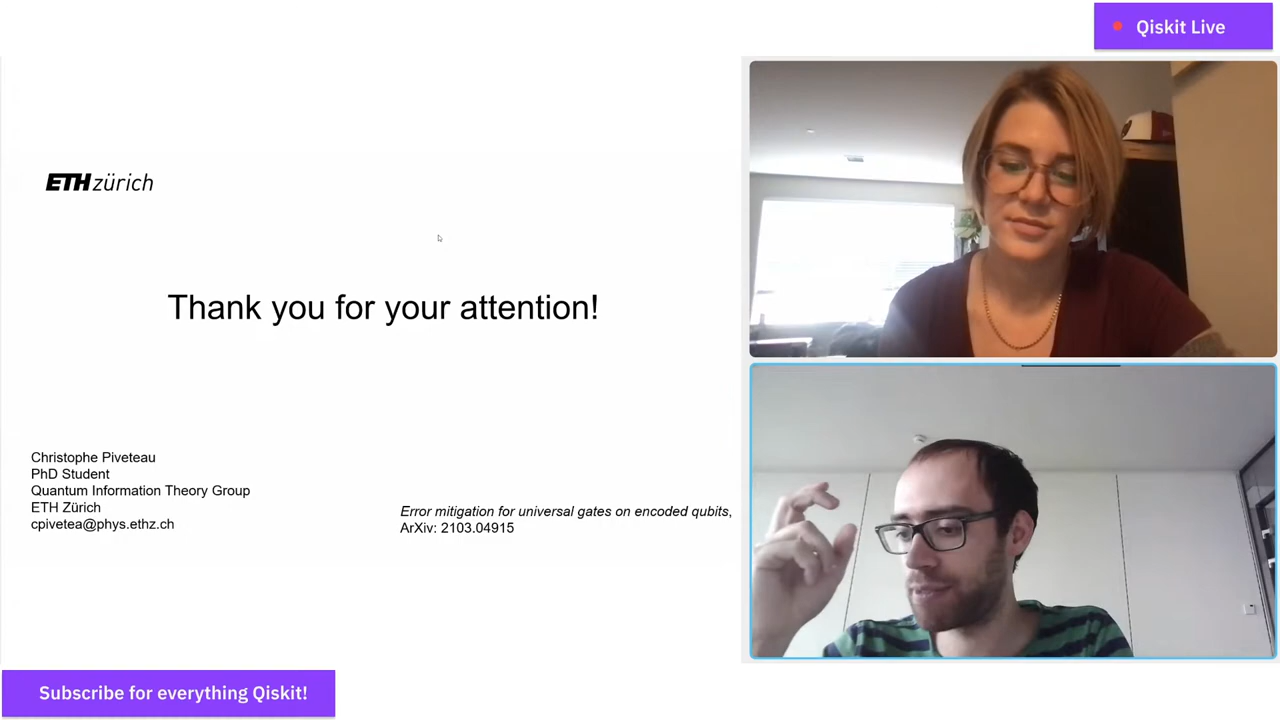 Qiskit Live
ETH zürich
Thank you for your attention!
Christophe Piveteau
PhD Student
Quantum Information Theory Group
ETH Zürich
cpivetea@phys.ethz.ch
Error mitigation for universal gates on encoded qubits,
ArXiv: 2103.04915
Subscribe for everything Qiskit!